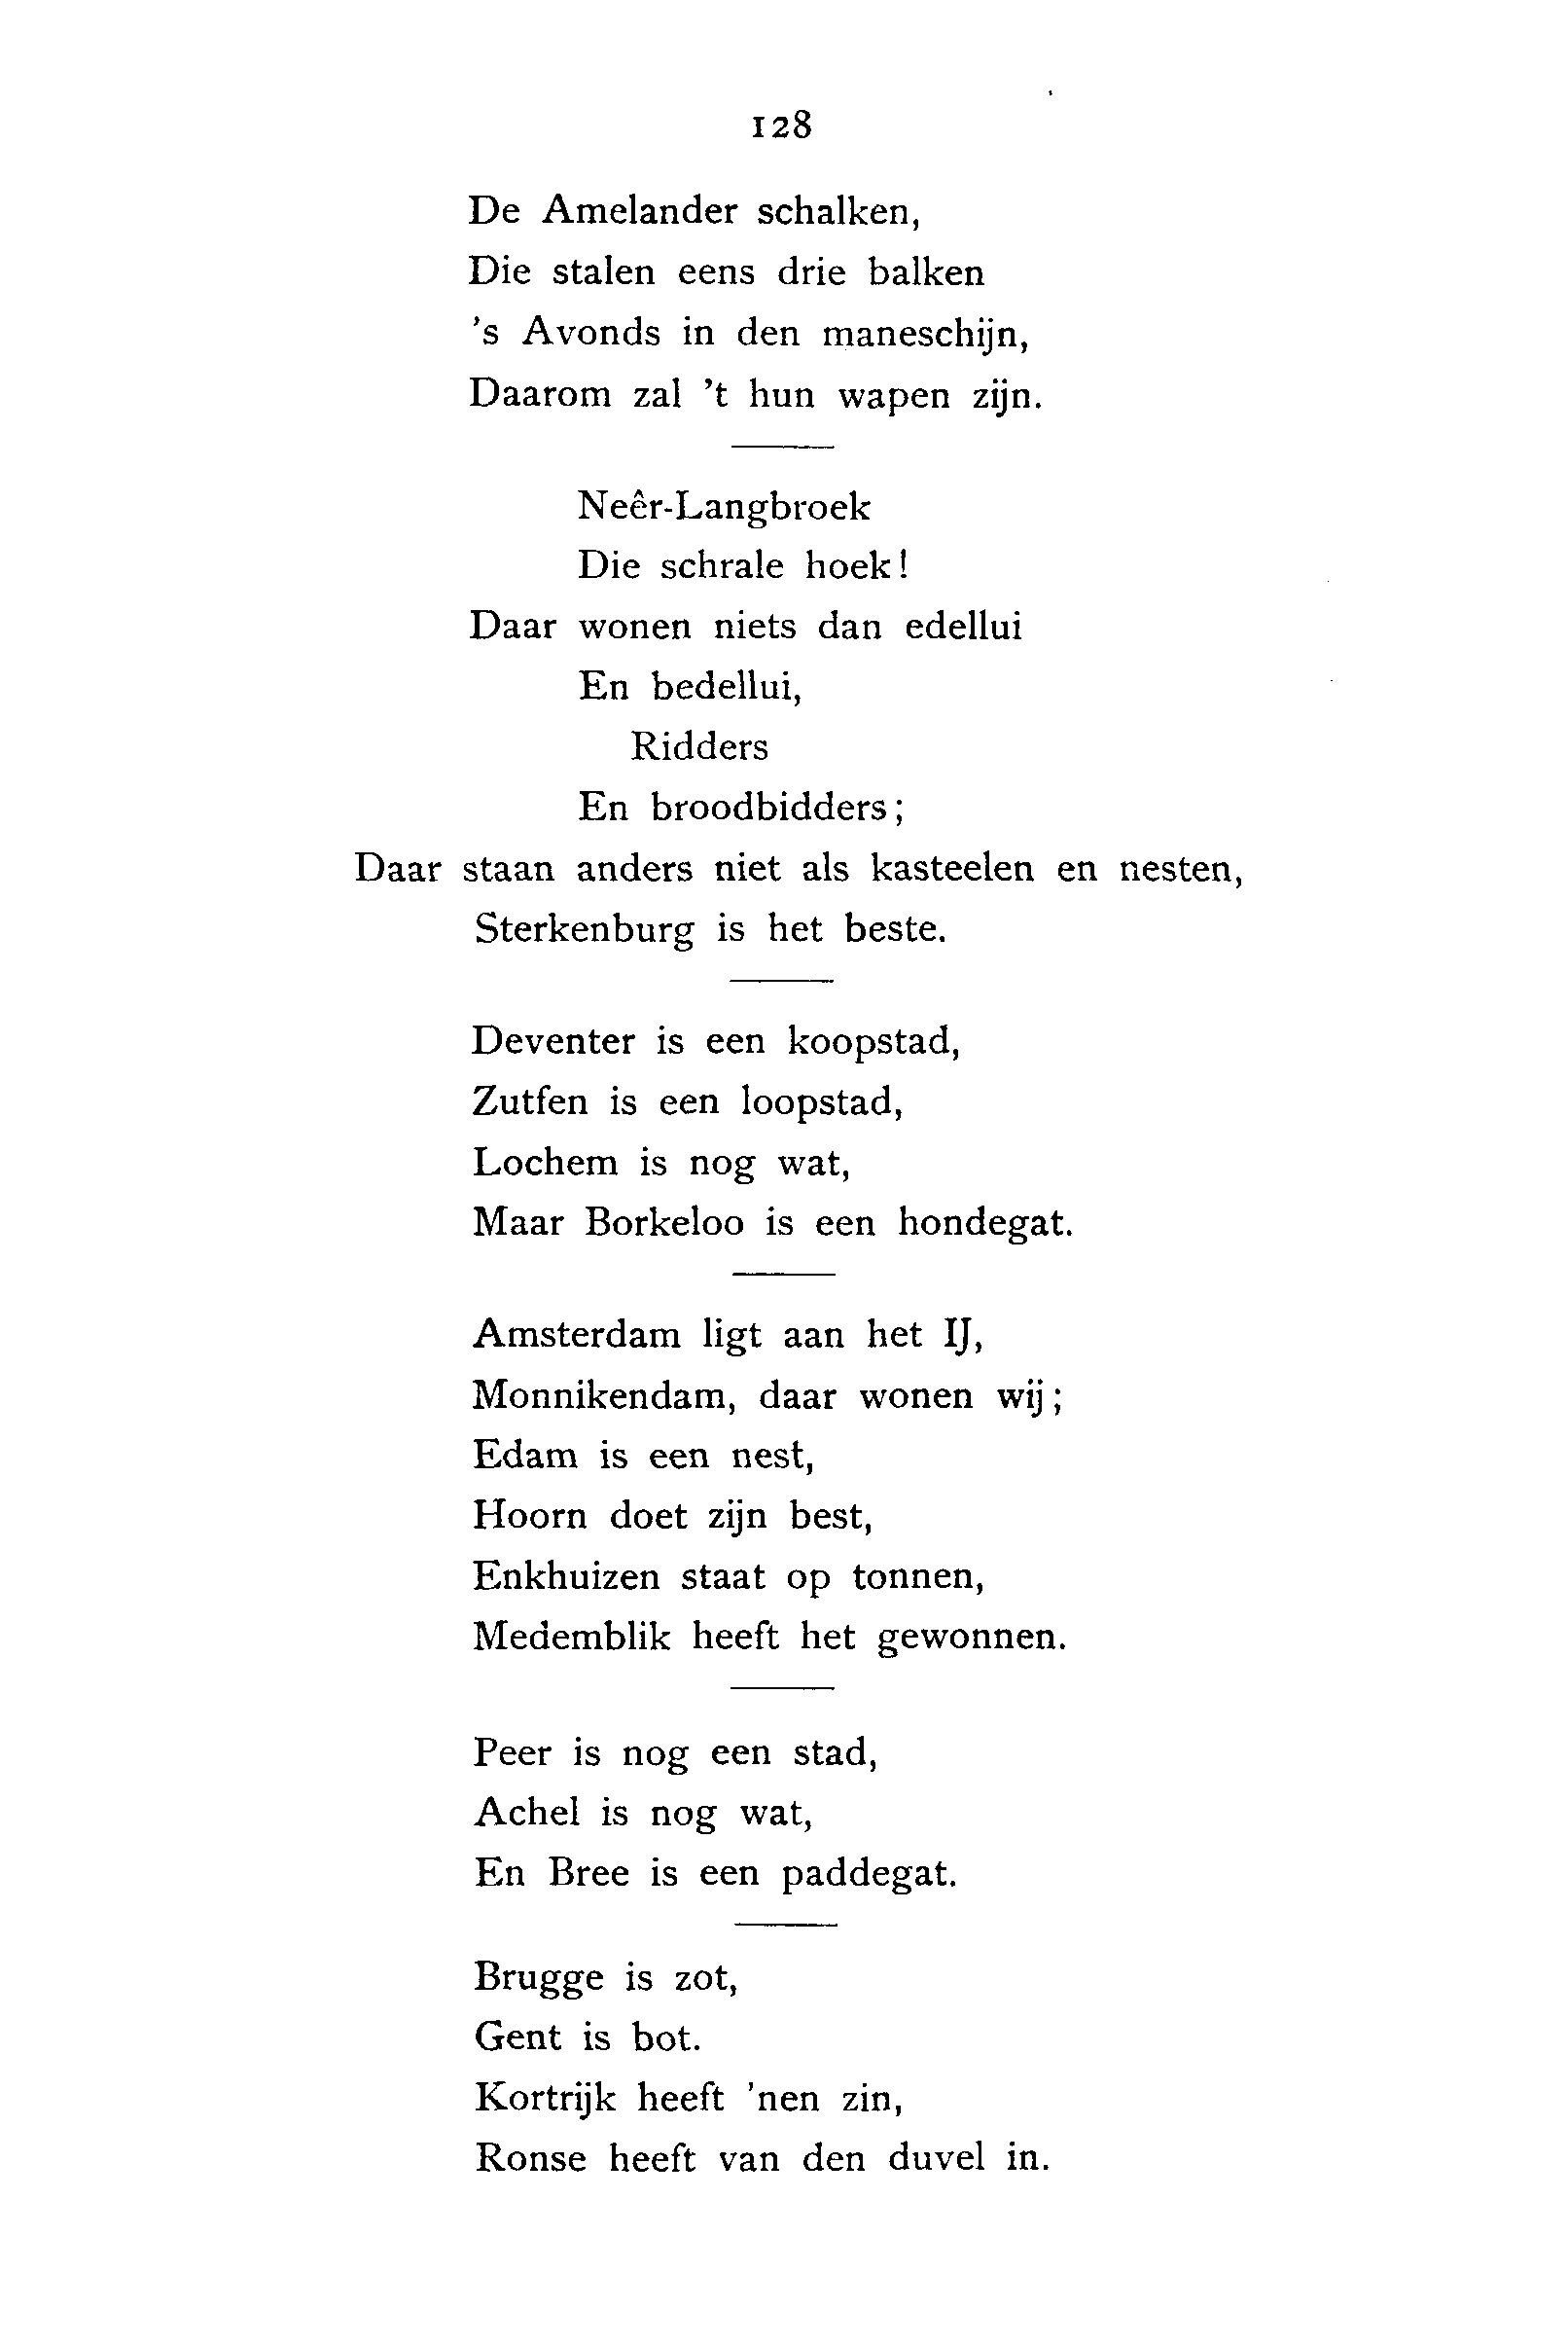 128
De Amelander schalken,
Die stalen eens drie balken
's Avonds in den maneschijn,
Daarom zal 't hun wapen zijn.
Neêr-Langbroek
Die schrale hoek!
Daar wonen niets dan edellui
En bedellui,
Ridders
En broodbidders;
Daar staan anders niet als kasteelen en nesten,
Sterkenburg is het beste.
Deventer is een koopstad,
Zutfen is een loopstad,
Lochem is nog wat,
Maar Borkeloo is een hondegat.
Amsterdam ligt aan het IJ,
Monnikendam, daar wonen wij;
Edam is een nest,
Hoorn doet zijn best,
Enkhuizen staat op tonnen,
Medemblik heeft het gewonnen.
Peer is nog een stad,
Achel is nog wat,
En Bree is een paddegat.
Brugge is zot,
Gent is bot.
Kortrijk heeft 'nen zin,
Ronse heeft van den duvel in.